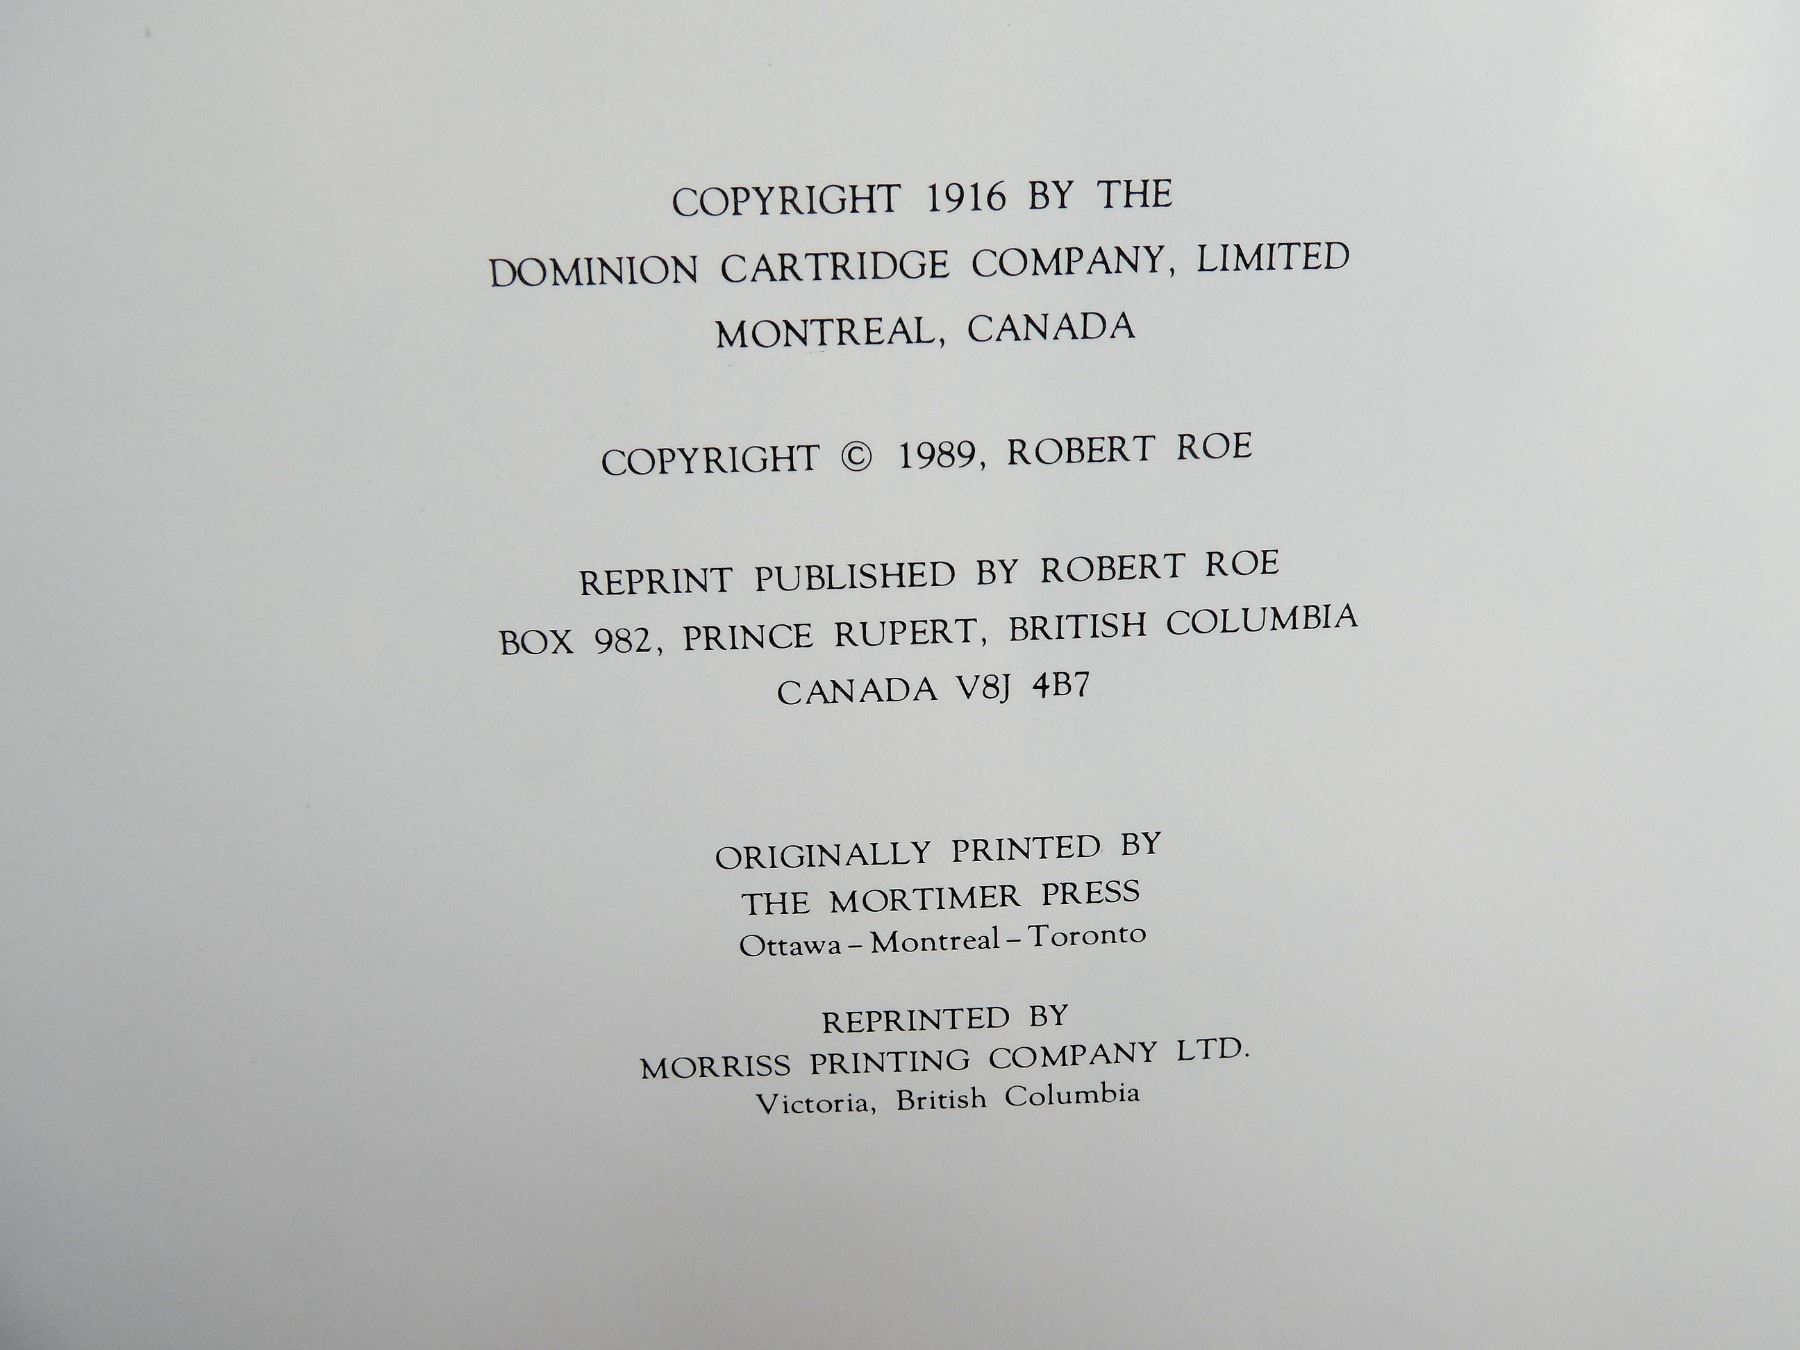 COPYRIGHT 1916 BY THE
DOMINION CARTRIDGE COMPANY, LIMITED
MONTREAL, CANADA
COPYRIGHT © 1989, ROBERT ROE
REPRINT PUBLISHED BY ROBERT ROE
BOX 982, PRINCE RUPERT, BRITISH COLUMBIA
CANADA V8J 4B7
ORIGINALLY PRINTED BY
THE MORTIMER PRESS
Ottawa – Montreal – Toronto
REPRINTED BY
MORRISS PRINTING COMPANY LTD.
Victoria, British Columbia